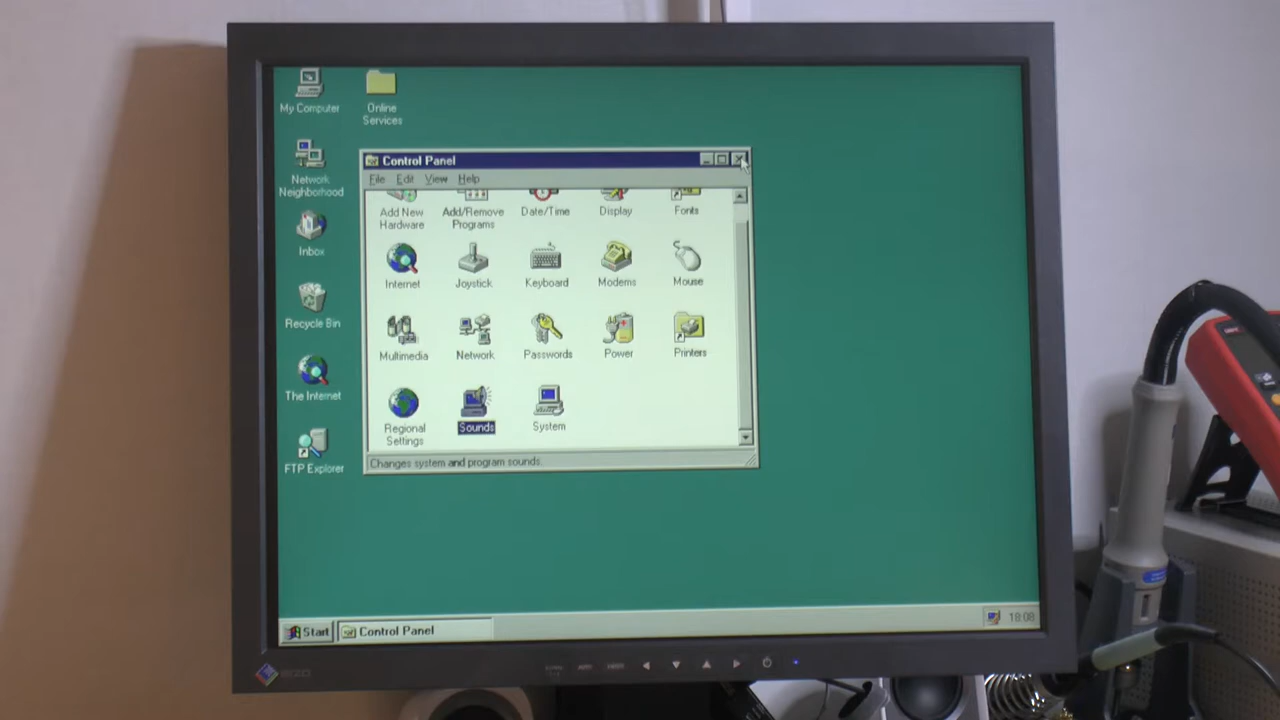 My Computer
Online
Services
Network
Neighborhood
Inbox
Recycle Bin
The Internet
FTP Explorer
Control Panel
File Edit View Help
Add New
Hardware
Add/Remove
Programs
Date/Time
Display
Fonts
Internet
Joystick
Keyboard
Modems
Mouse
Multimedia
Network
Passwords
Power
Printers
Regional
Settings
Sounds
System
Changes system and program sounds.
Start
Control Panel
18:08
EIZO